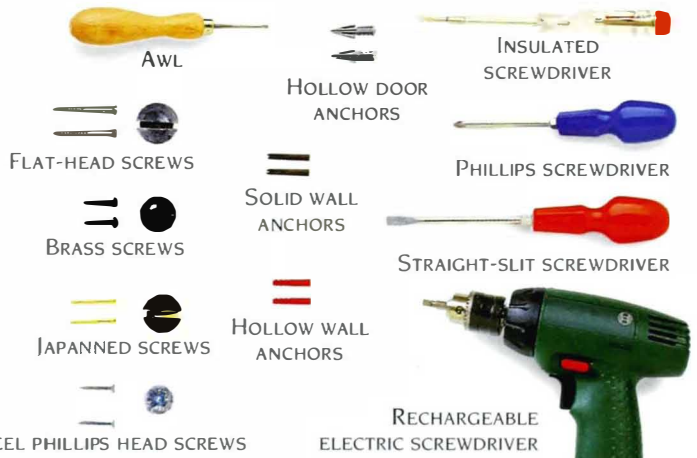 AWL
HOLLOW DOOR
ANCHORS
INSULATED
SCREWDRIVER
FLAT-HEAD SCREWS
PHILLIPS SCREWDRIVER
SOLID WALL
ANCHORS
BRASS SCREWS
STRAIGHT-SLIT SCREWDRIVER
JAPANNED SCREWS
HOLLOW WALL
ANCHORS
EEL PHILLIPS HEAD SCREWS
RECHARGEABLE
ELECTRIC SCREWDRIVER